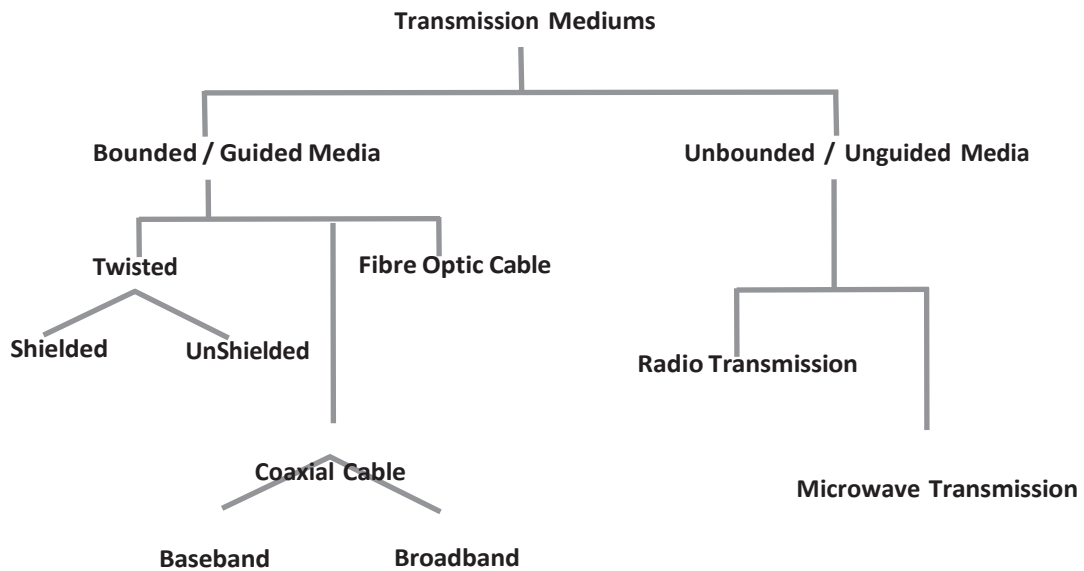 Transmission Mediums
Bounded / Guided Media
Unbounded / Unguided Media
Twisted
Fibre Optic Cable
Shielded
UnShielded
Radio Transmission
Coaxial Cable
Microwave Transmission
Baseband
Broadband